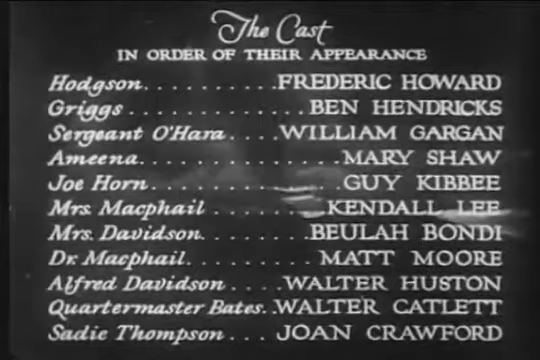 The Cast
IN ORDER OF THEIR APPEARANCE
Hodgson..........FREDERIC HOWARD
Griggs............BEN HENDRICKS
Sergeant O'Hara....WILLIAM GARGAN
Ameena..............MARY SHAW
Joe Horn.............GUY KIBBEE
Mrs. Macphail.......KENDALL LEE
Mrs. Davidson.......BEULAH BONDI
Dr. Macphail.........MATT MOORE
Alfred Davidson....WALTER HUSTON
Quartermaster Bates..WALTER CATLETT
Sadie Thompson...JOAN CRAWFORD